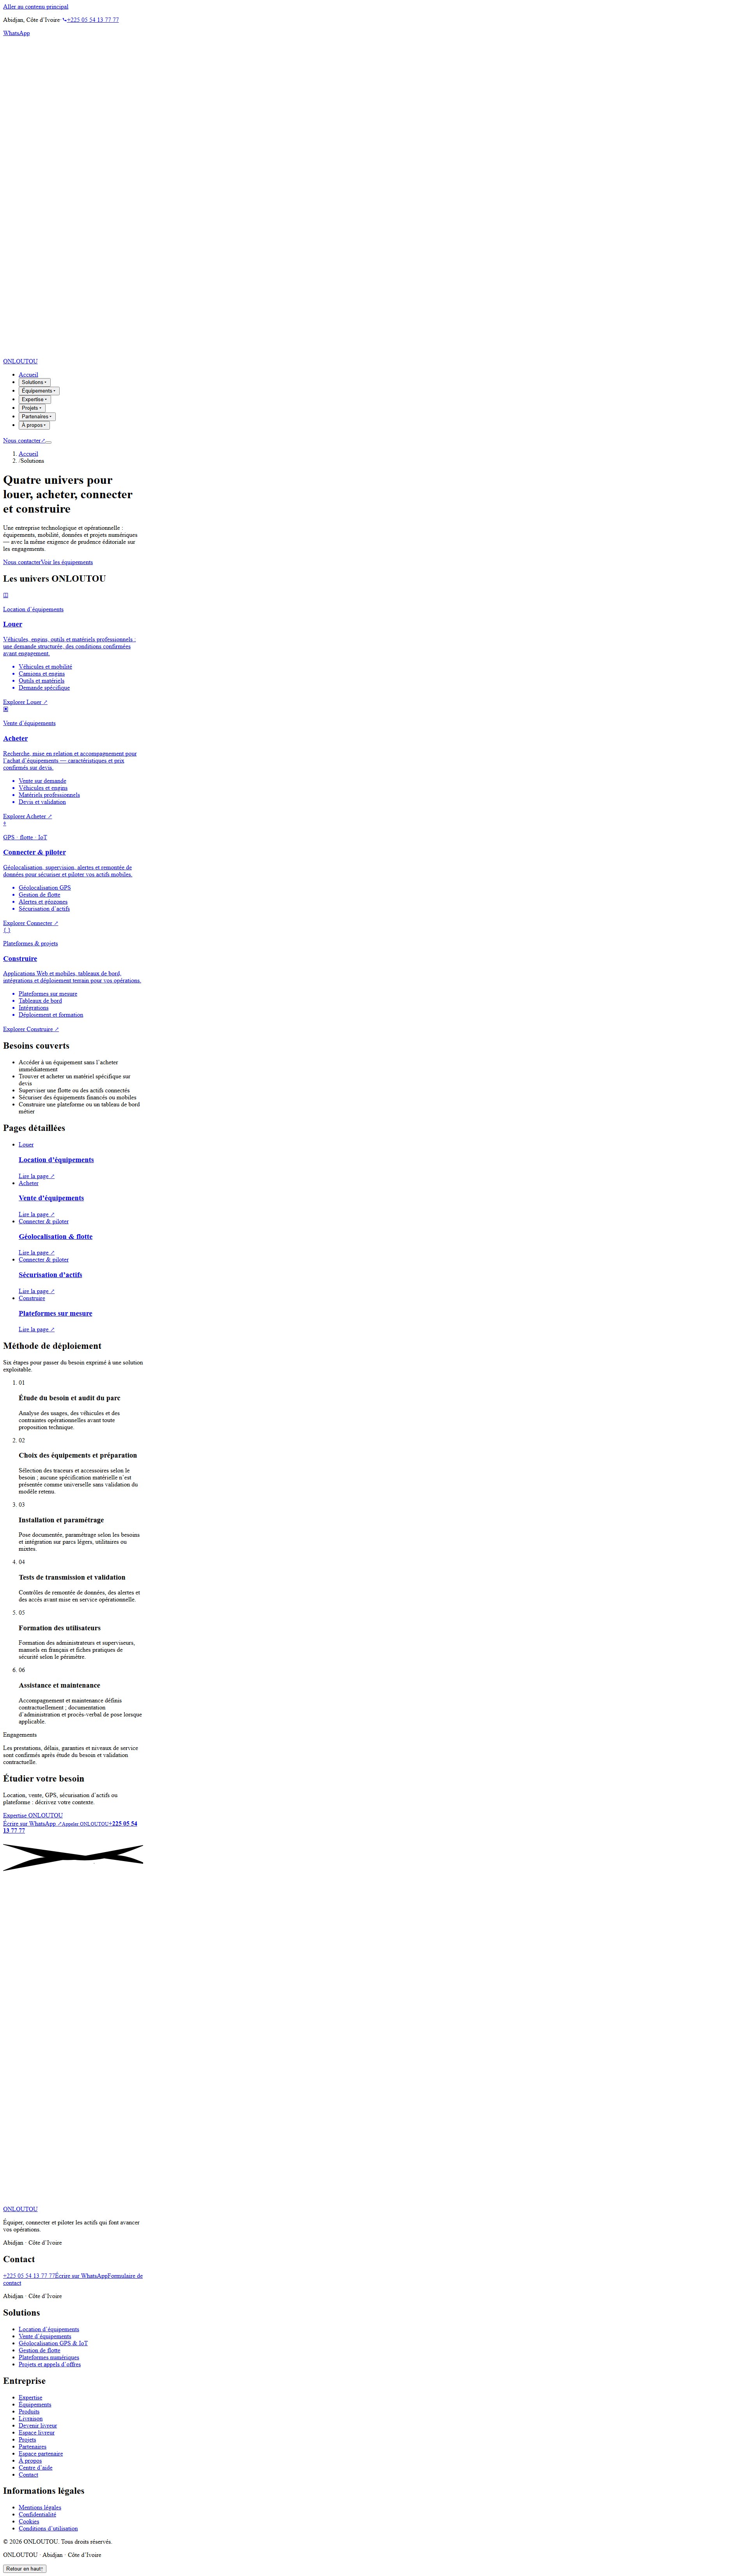 Aller au contenu principal
Abidjan, Côte d'Ivoire +225 05 54 13 77 77
WhatsApp
ONLOUTOU
Accueil
Solutions
Équipements
Expertise
Projets
Partenaires
À propos
Nous contacter↗
1. Accueil
2. /Solutions
Quatre univers pour
louer, acheter, connecter
et construire
Une entreprise technologique et opérationnelle :
équipements, mobilité, données et projets numériques
— avec la même exigence de prudence éditoriale sur
les engagements.
Nous contacterVoir les équipements
Les univers ONLOUTOU
Location d'équipements
Louer
Véhicules, engins, outils et matériels professionnels :
une demande structurée, des conditions confirmées
avant engagement.
Véhicules et mobilité
Camions et engins
Outils et matériels
Demande spécifique
Explorer Louer ↗
Vente d'équipements
Acheter
Recherche, mise en relation et accompagnement pour
l'achat d'équipements — caractéristiques et prix
confirmés sur devis.
Vente sur demande
Véhicules et engins
Matériels professionnels
Devis et validation
Explorer Acheter ↗
GPS · flotte · IoT
Connecter & piloter
Géolocalisation, supervision, alertes et remontée de
données pour sécuriser et piloter vos actifs mobiles.
Géolocalisation GPS
Gestion de flotte
Alertes et géozones
Sécurisation d'actifs
Explorer Connecter ↗
Plateformes & projets
Construire
Applications Web et mobiles, tableaux de bord,
intégrations et déploiement terrain pour vos opérations.
Plateformes sur mesure
Tableaux de bord
Intégrations
Déploiement et formation
Explorer Construire ↗
Besoins couverts
Accéder à un équipement sans l'acheter
immédiatement
Trouver et acheter un matériel spécifique sur
devis
Superviser une flotte ou des actifs connectés
Sécuriser des équipements financés ou mobiles
Construire une plateforme ou un tableau de bord
métier
Pages détaillées
Louer
Location d'équipements
Lire la page ↗
Acheter
Vente d'équipements
Lire la page ↗
Connecter & piloter
Géolocalisation & flotte
Lire la page ↗
Connecter & piloter
Sécurisation d'actifs
Lire la page ↗
Construire
Plateformes sur mesure
Lire la page ↗
Méthode de déploiement
Six étapes pour passer du besoin exprimé à une solution
exploitable.
1. 01
Étude du besoin et audit du parc
Analyse des usages, des véhicules et des
contraintes opérationnelles avant toute
proposition technique.
2. 02
Choix des équipements et préparation
Sélection des traceurs et accessoires selon le
besoin ; aucune spécification matérielle n'est
présentée comme universelle sans validation du
modèle retenu.
3. 03
Installation et paramétrage
Pose documentée, paramétrage selon les besoins
et intégration sur parcs légers, utilitaires ou
mixtes.
4. 04
Tests de transmission et validation
Contrôles de remontée de données, des alertes et
des accès avant mise en service opérationnelle.
5. 05
Formation des utilisateurs
Formation des administrateurs et superviseurs,
manuels en français et fiches pratiques de
sécurité selon le périmètre.
6. 06
Assistance et maintenance
Accompagnement et maintenance définis
contractuellement ; documentation
d'administration et procès-verbal de pose lorsque
applicable.
Engagements
Les prestations, délais, garanties et niveaux de service
sont confirmés après étude du besoin et validation
contractuelle.
Étudier votre besoin
Location, vente, GPS, sécurisation d'actifs ou
plateforme : décrivez votre contexte.
Expertise ONLOUTOU
Écrire sur WhatsApp ↗Appeler ONLOUTOU+225 05 54
13 77 77
ONLOUTOU
Équiper, connecter et piloter les actifs qui font avancer
vos opérations.
Abidjan · Côte d'Ivoire
Contact
+225 05 54 13 77 77Écrire sur WhatsAppFormulaire de
contact
Abidjan · Côte d'Ivoire
Solutions
Location d'équipements
Vente d'équipements
Géolocalisation GPS & IoT
Gestion de flotte
Plateformes numériques
Projets et appels d'offres
Entreprise
Expertise
Équipements
Produits
Livraison
Devenir livreur
Espace livreur
Projets
Partenaires
Espace partenaire
À propos
Centre d'aide
Contact
Informations légales
Mentions légales
Confidentialité
Cookies
Conditions d'utilisation
© 2026 ONLOUTOU. Tous droits réservés.
ONLOUTOU · Abidjan · Côte d'Ivoire
Retour en haut↑